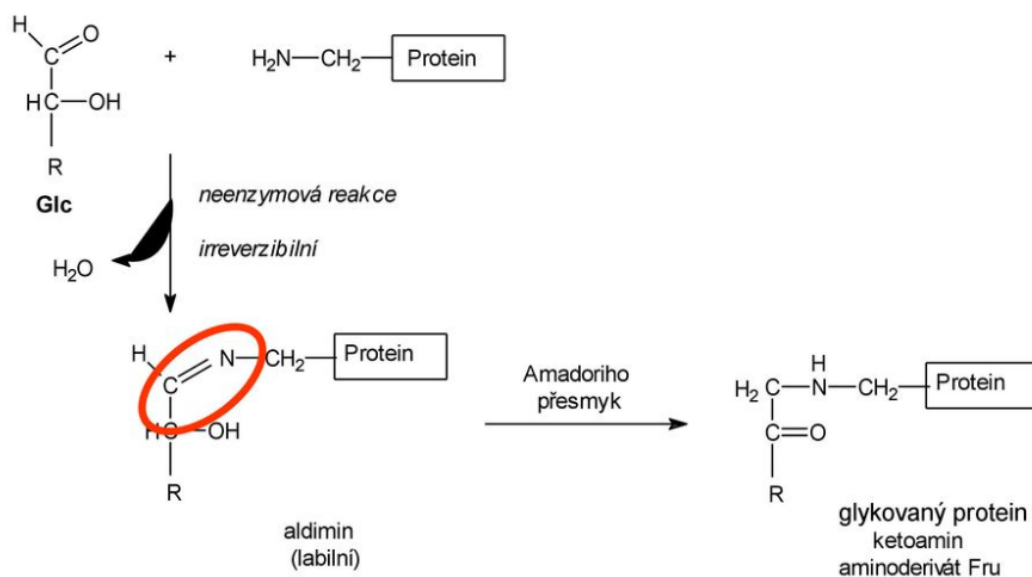 H
O
C
+
H₂N—CH₂—
Protein
HC—OH
R
Glc
neenzymová reakce
irreverzibilní
H₂O
H
C
N—CH₂—
Protein
HC—OH
R
aldimin
(labilní)
Amadoriho
přesmyk
H
H₂C—N—CH₂—
Protein
C=O
R
glykovaný protein
ketoamin
aminoderivát Fru